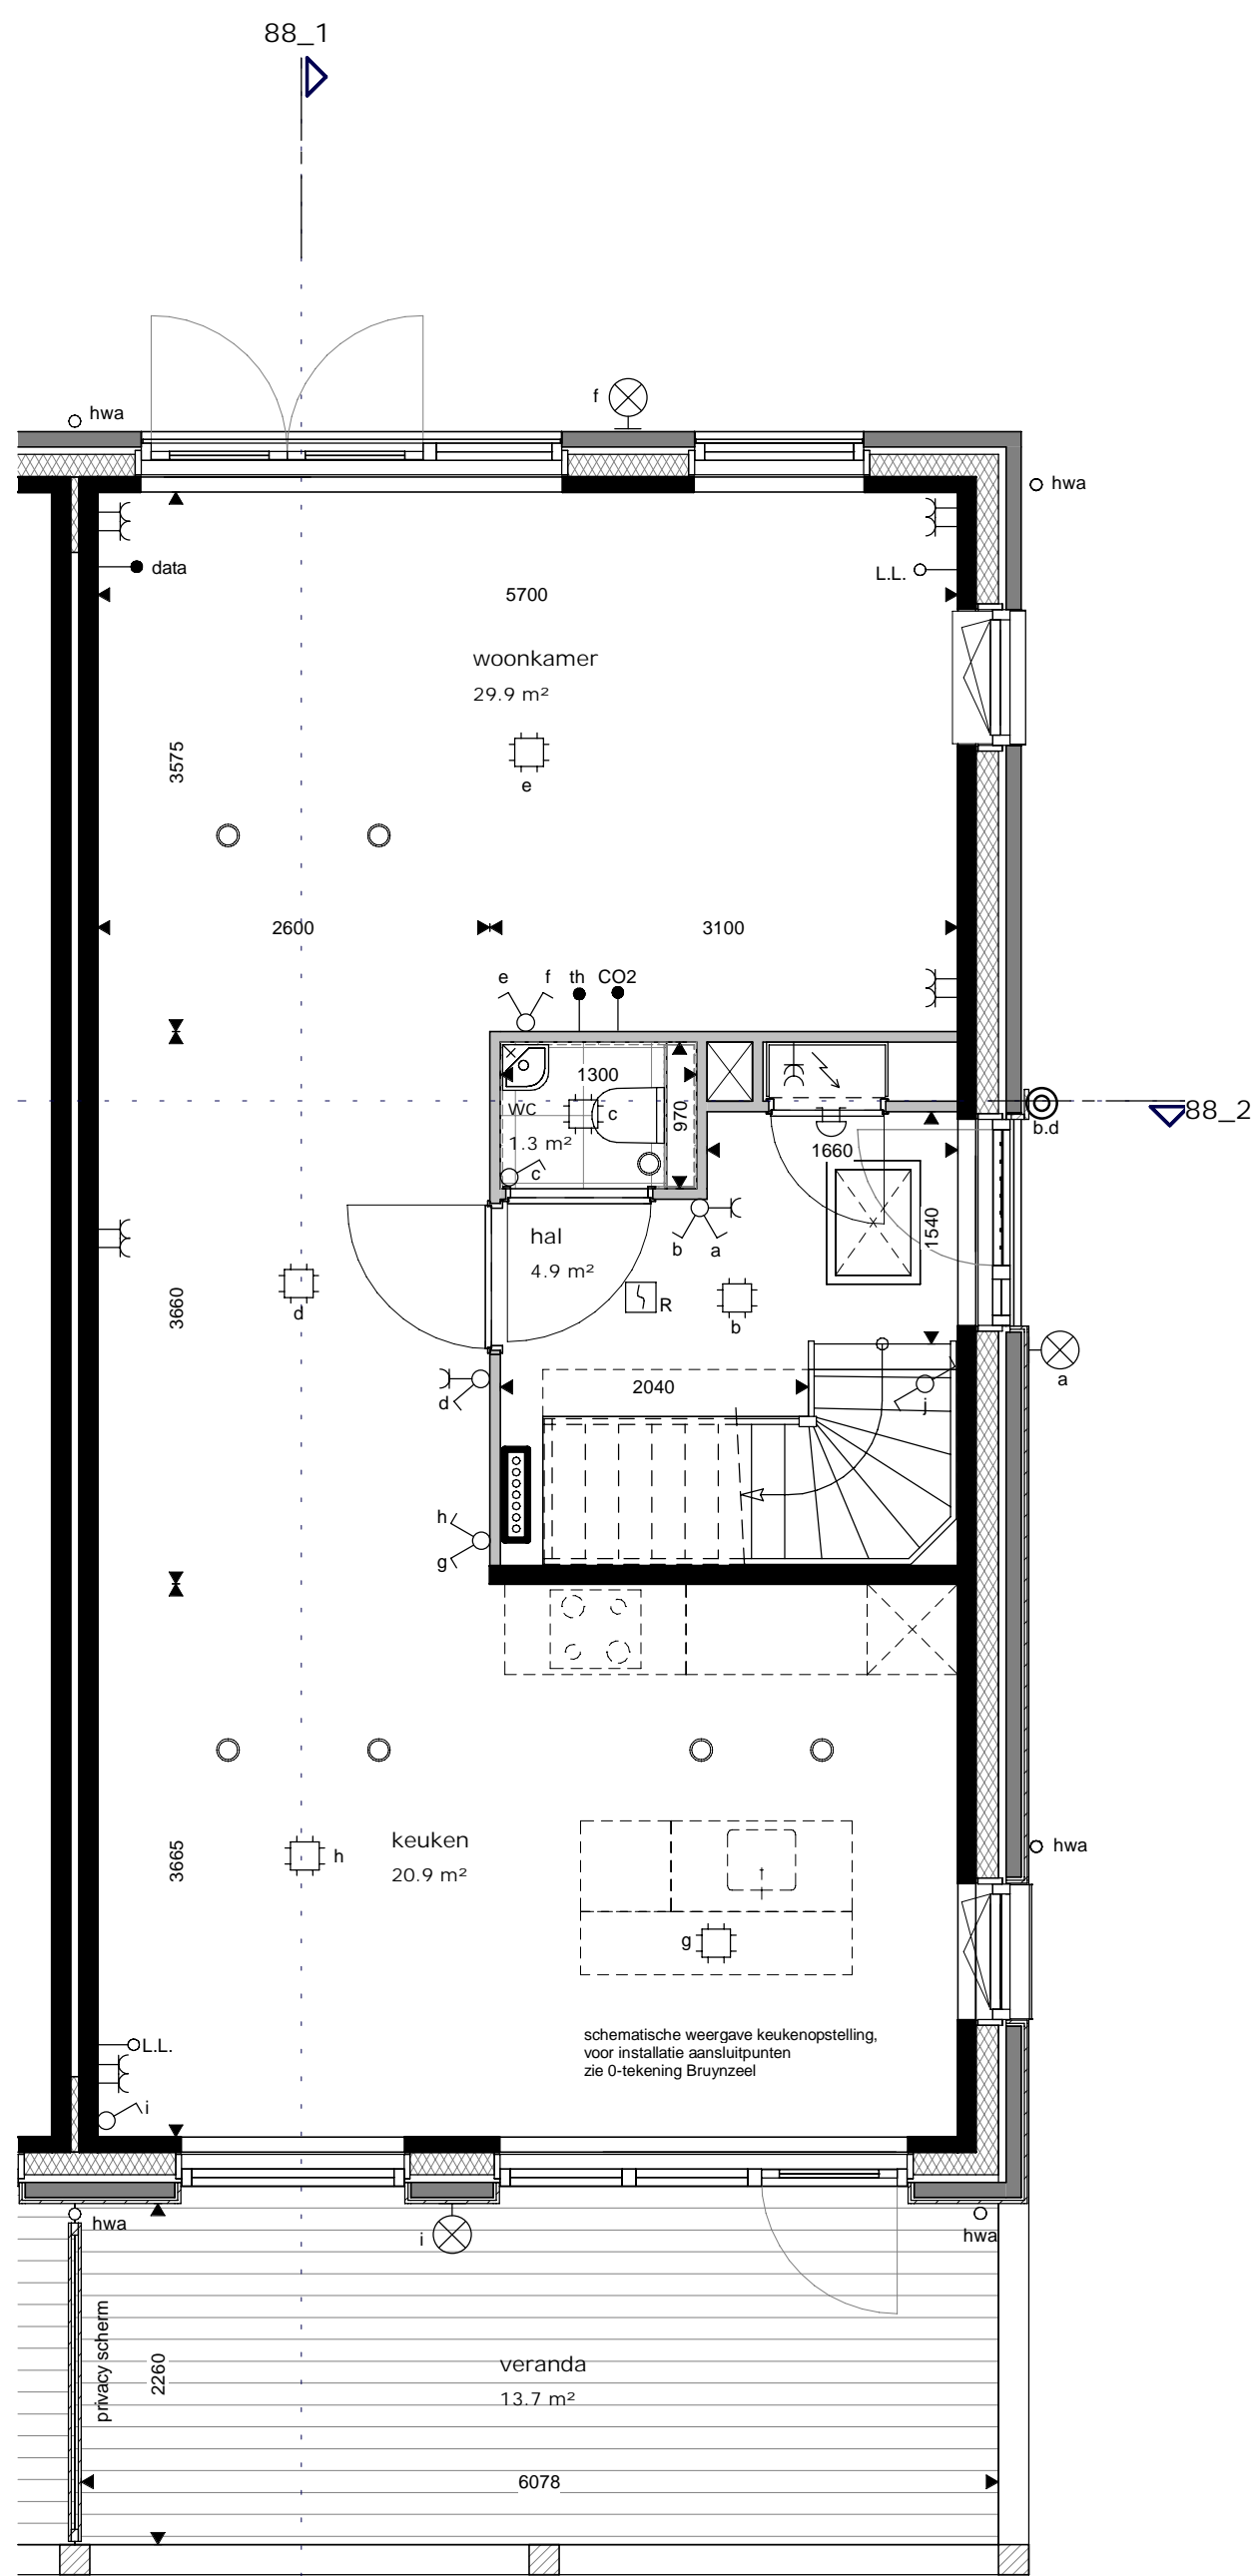 88_1
f
hwa
hwa
data
L.L.
5700
woonkamer
29.9 m²
3575
e
2600
3100
e f th CO2
1300
WC
c
970
1.3 m²
c
1660
b.d
88_2
hal
4.9 m²
b a
1540
R
b
d
3660
a
2040
d
j
h
g
keuken
20.9 m²
h
3665
hwa
g
schematische weergave keukenopstelling,
voor installatie aansluitpunten
zie 0-tekening Bruynzeel
L.L.
i
hwa
i
hwa
privacy scherm
2260
veranda
13.7 m²
6078